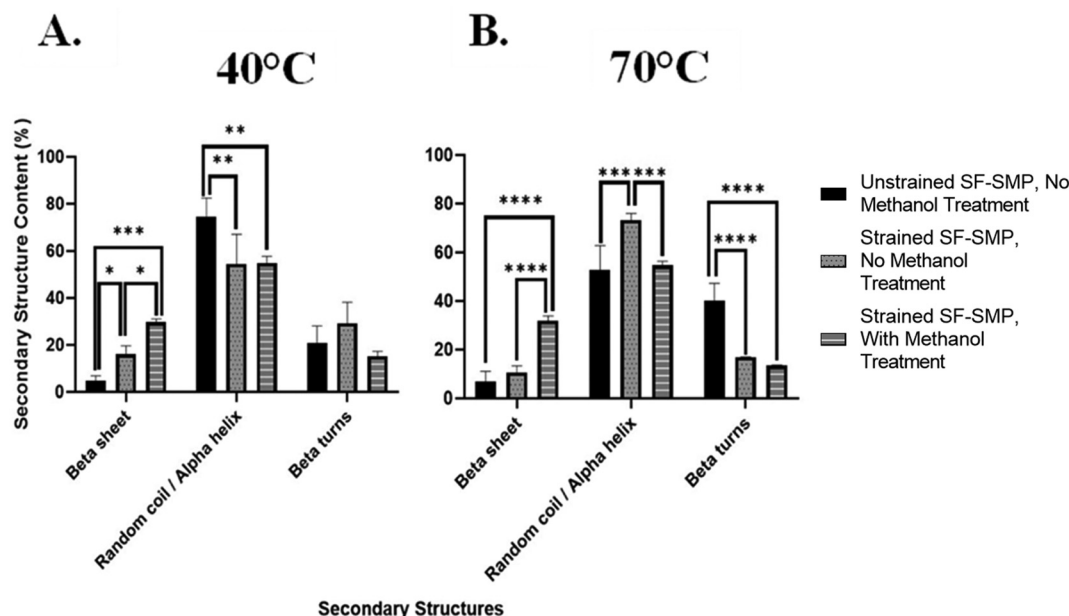 A.
40°C
B.
70°C
Secondary Structure Content (%)
100
80
60
40
20
0
*
*
***
**
**
Beta sheet
Random coil / Alpha helix
Beta turns
100
80
60
40
20
0
****
****
***
***
****
****
Beta sheet
Random coil / Alpha helix
Beta turns
Unstrained SF-SMP, No
Methanol Treatment
Strained SF-SMP,
No Methanol
Treatment
Strained SF-SMP,
With Methanol
Treatment
Secondary Structures